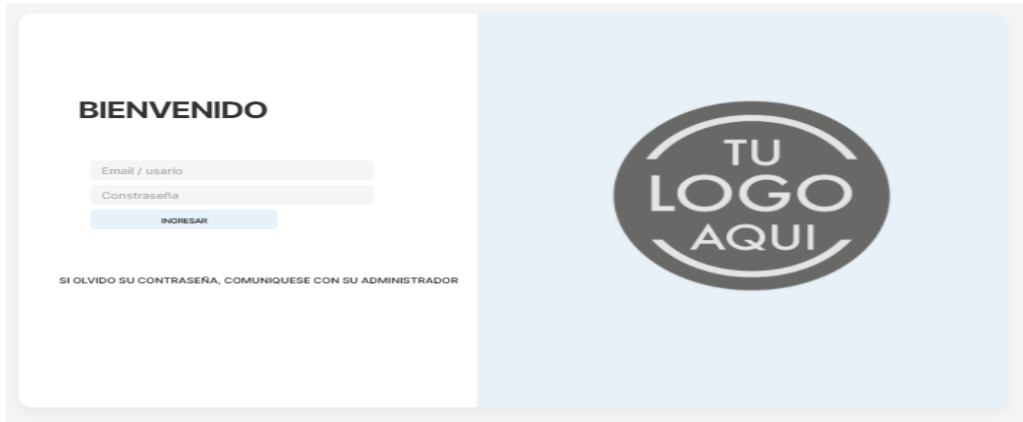 BIENVENIDO
Email / usario
Constraseña
INGRESAR
SI OLVIDO SU CONTRASEÑA, COMUNIQUESE CON SU ADMINISTRADOR
TU
LOGO
AQUI